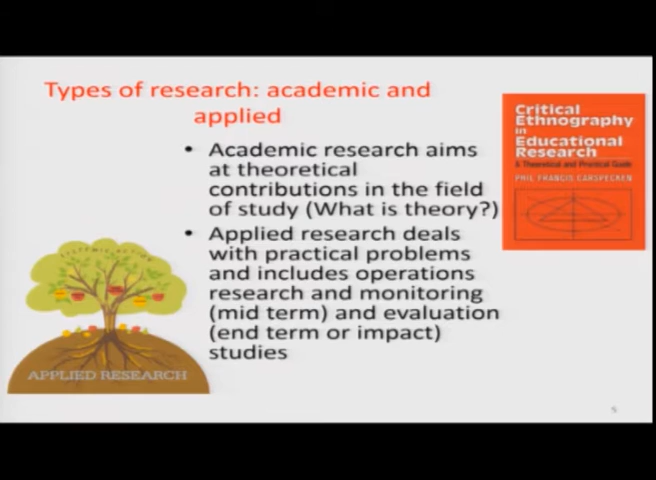 Types of research: academic and
applied
• Academic research aims
at theoretical
contributions in the field
of study (What is theory?)
• Applied research deals
with practical problems
and includes operations
research and monitoring
(mid term) and evaluation
(end term or impact)
studies
Critical
Ethnography
in
Educational
Research
A Theoretical and Practical Guide
PHIL FRANCIS CARSPECKEN
APPLIED RESEARCH
5